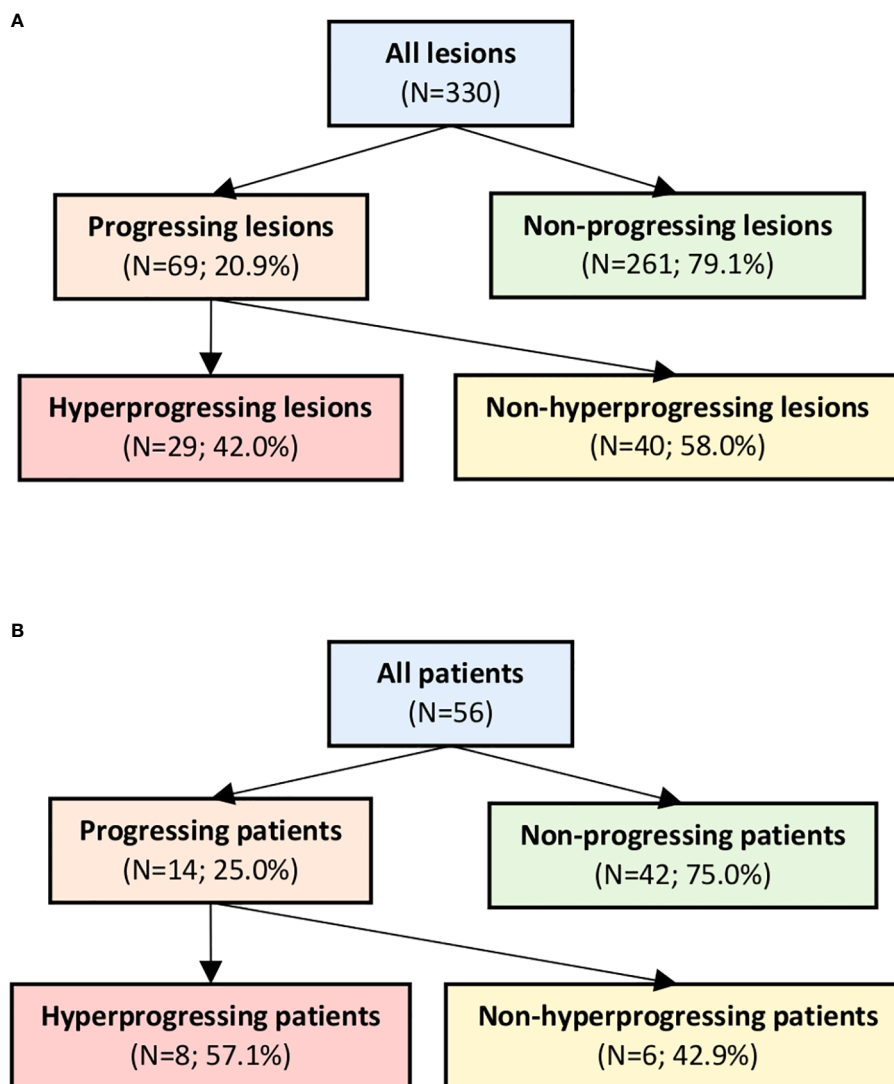 A
All lesions
(N=330)
Progressing lesions
(N=69; 20.9%)
Non-progressing lesions
(N=261; 79.1%)
Hyperprogressing lesions
(N=29; 42.0%)
Non-hyperprogressing lesions
(N=40; 58.0%)
B
All patients
(N=56)
Progressing patients
(N=14; 25.0%)
Non-progressing patients
(N=42; 75.0%)
Hyperprogressing patients
(N=8; 57.1%)
Non-hyperprogressing patients
(N=6; 42.9%)